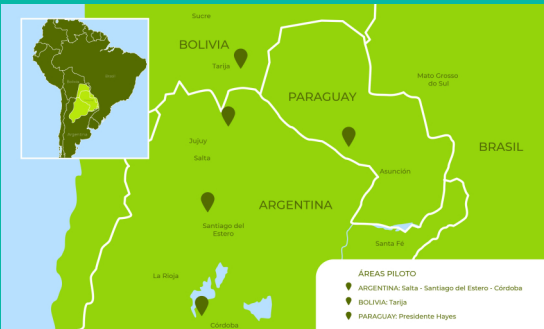 Sucre
BOLIVIA
Tarija
PARAGUAY
Mato Grosso
do Sul
Jujuy
Salta
BRASIL
Asunción
ARGENTINA
Santiago del
Estero
Santa Fé
La Rioja
Córdoba
ÁREAS PILOTO
ARGENTINA: Salta - Santiago del Estero - Córdoba
BOLIVIA: Tarija
PARAGUAY: Presidente Hayes